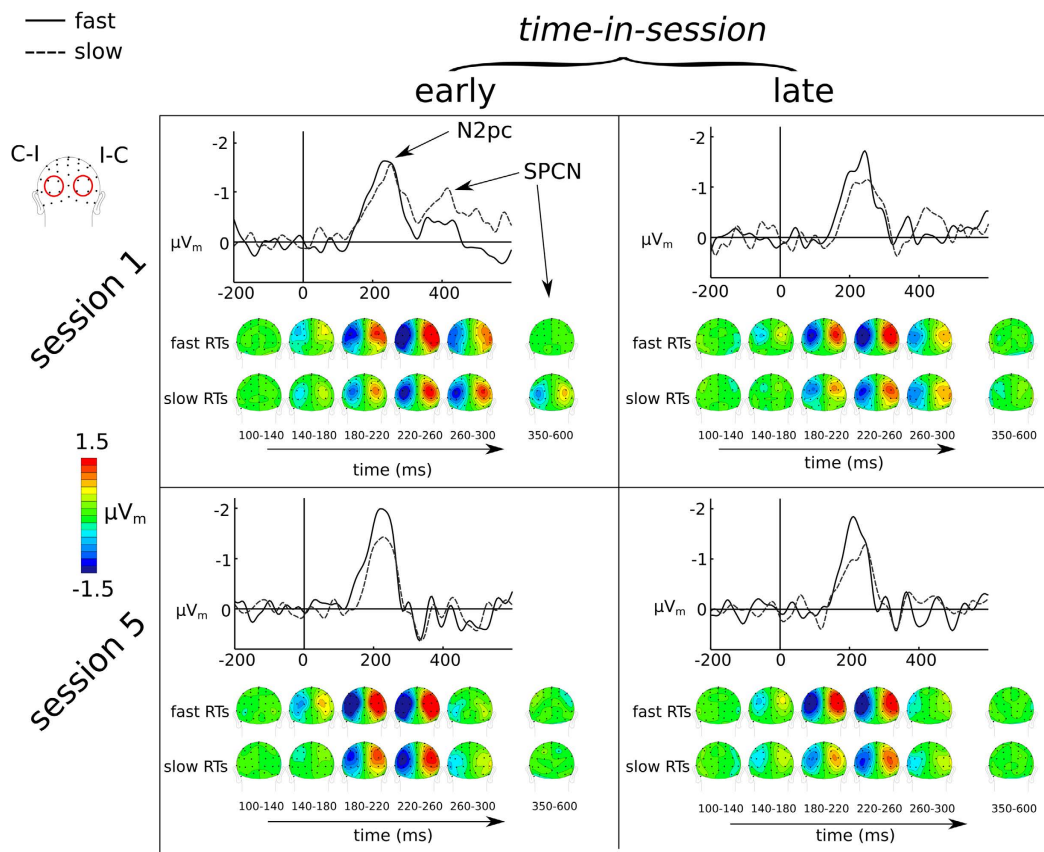 fast
slow
time-in-session
early
late
C-I
I-C
session 1
session 5
1.5
μVm
-1.5
N2pc
SPCN
-2
-1
μVm
0
-200
0
200
400
fast RTs
slow RTs
100-140
140-180
180-220
220-260
260-300
350-600
time (ms)
-2
-1
μVm
0
-200
0
200
400
fast RTs
slow RTs
100-140
140-180
180-220
220-260
260-300
350-600
time (ms)
-2
-1
μVm
0
-200
0
200
400
fast RTs
slow RTs
100-140
140-180
180-220
220-260
260-300
350-600
time (ms)
-2
-1
μVm
0
-200
0
200
400
fast RTs
slow RTs
100-140
140-180
180-220
220-260
260-300
350-600
time (ms)